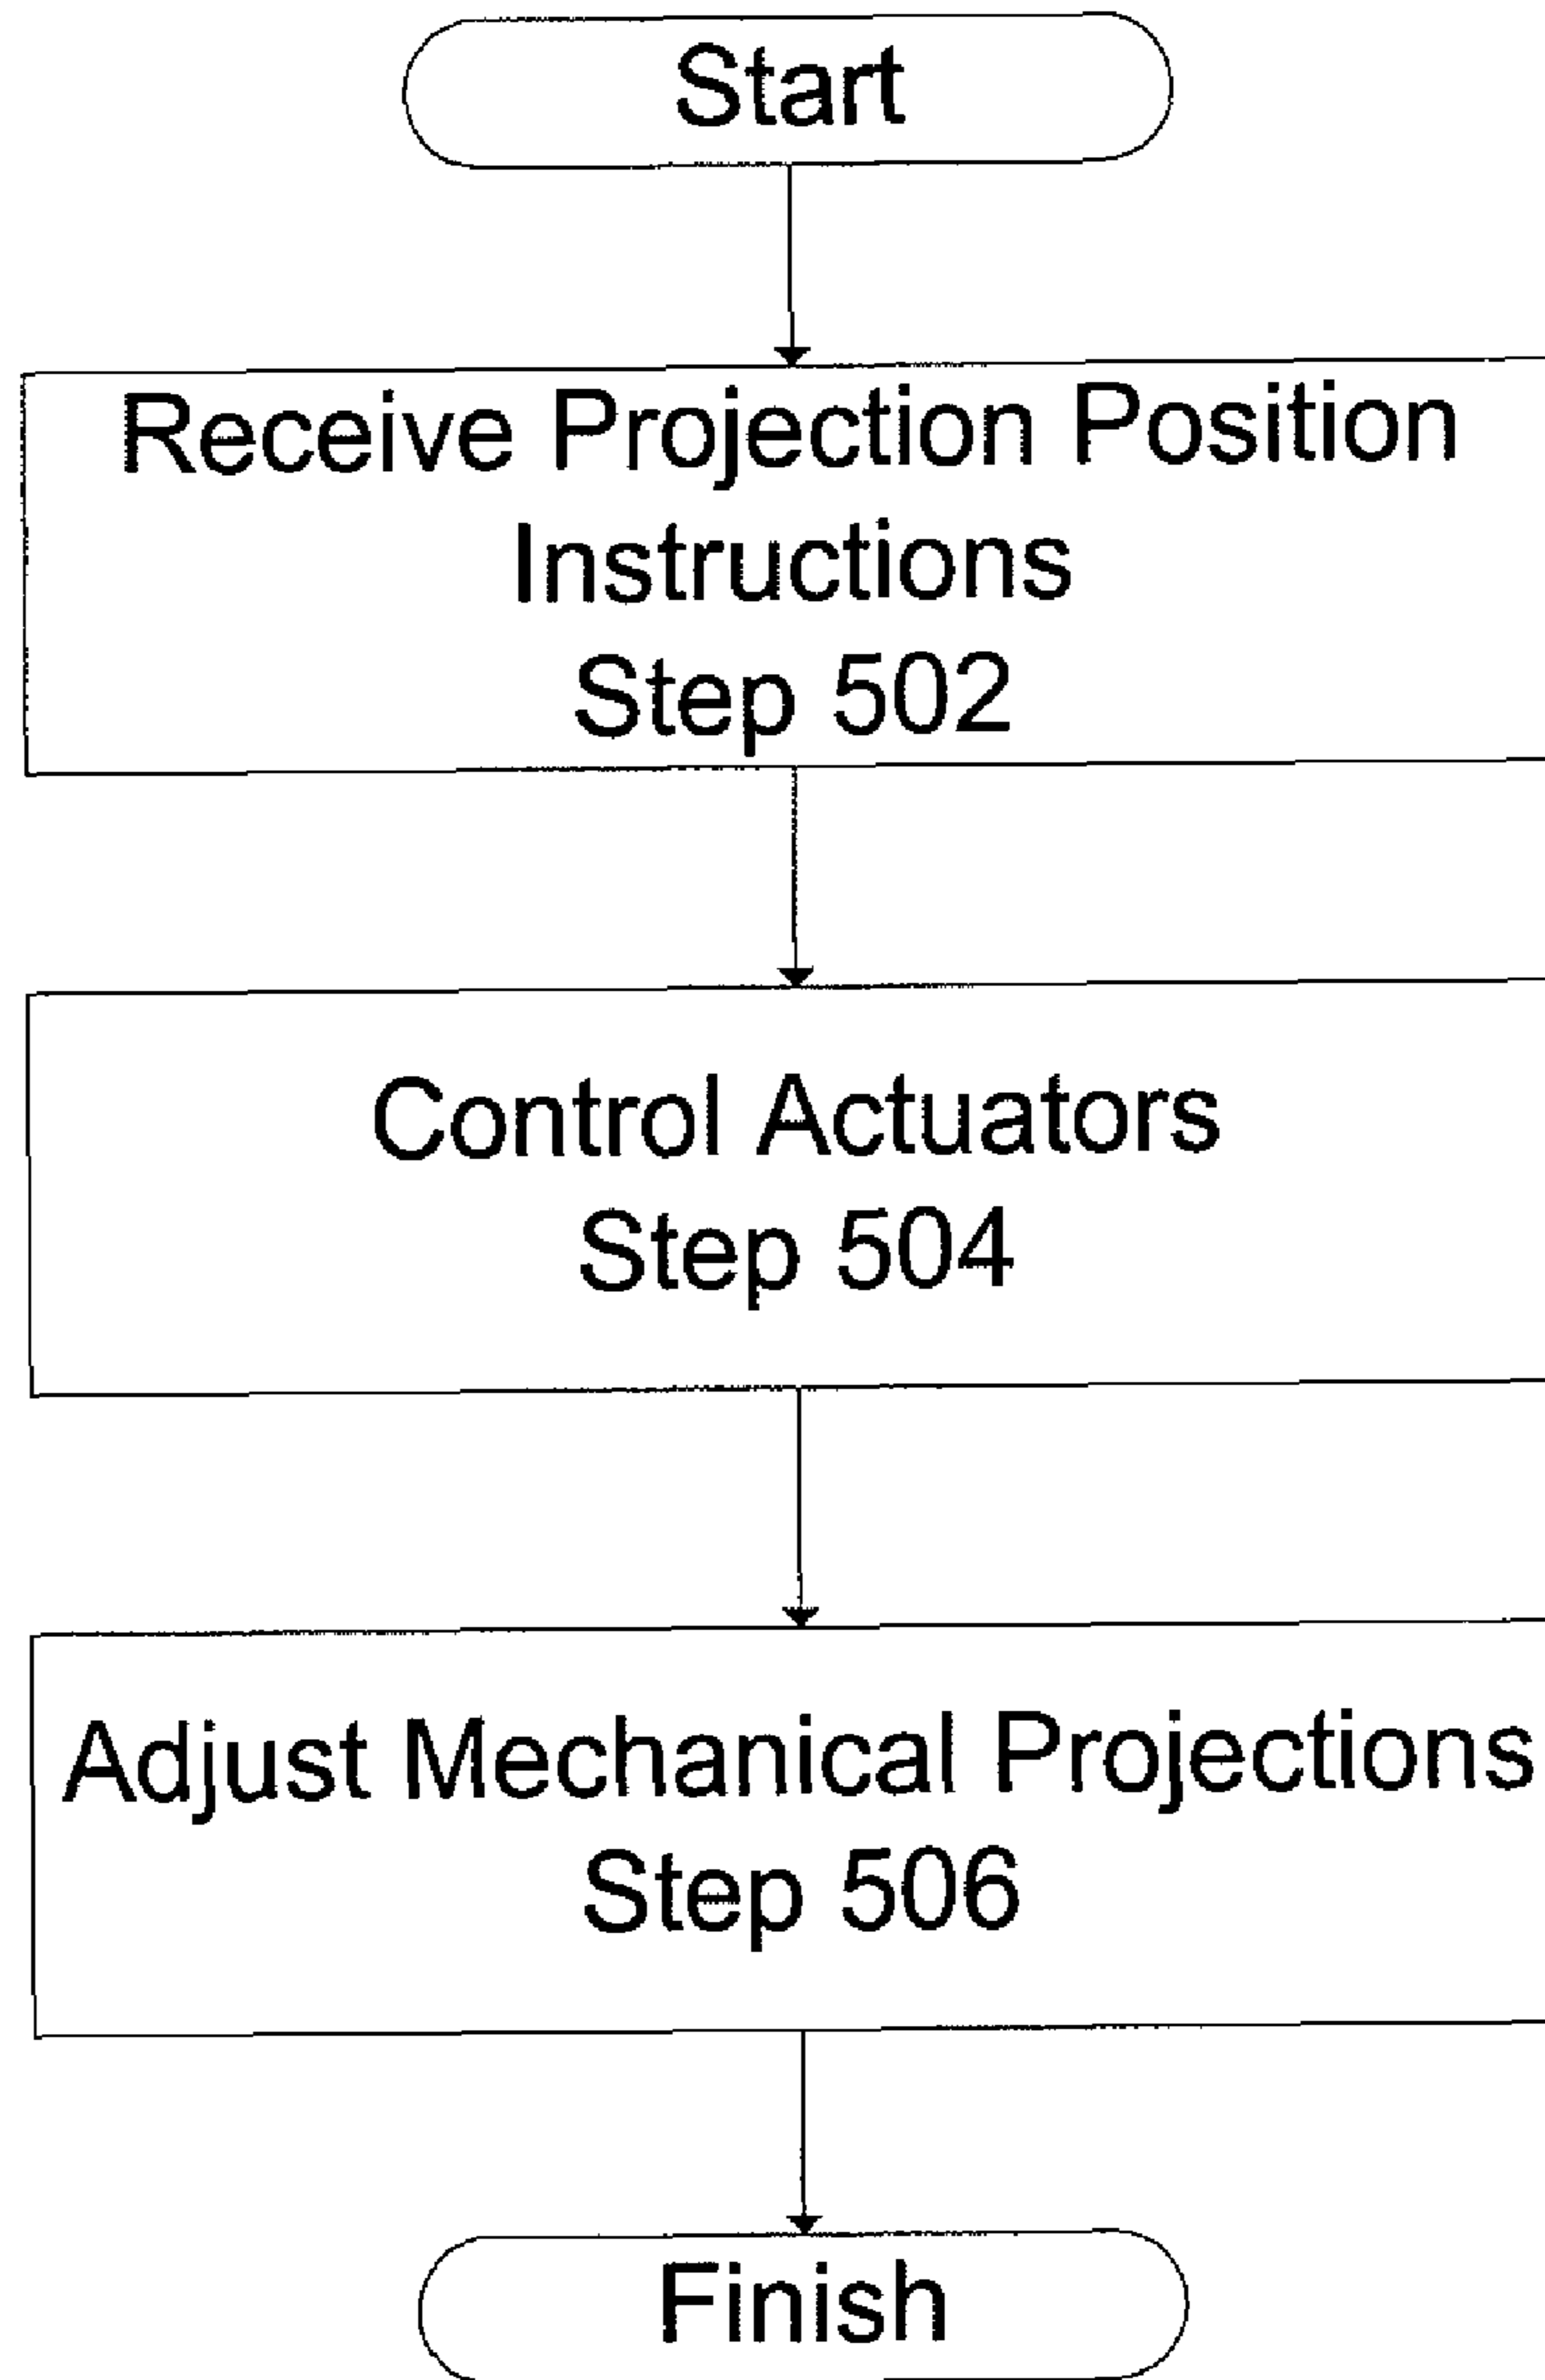 Start
Receive Projection Position
Instructions
Step 502
Control Actuators
Step 504
Adjust Mechanical Projections
Step 506
Finish